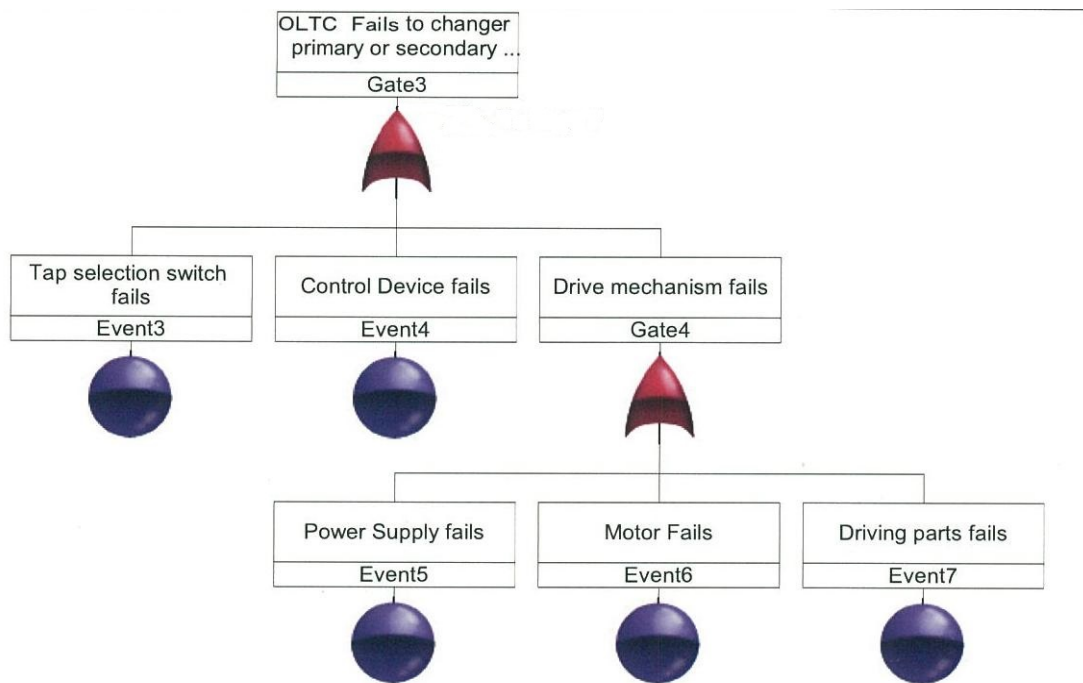 OLTC Fails to changer
primary or secondary ...
Gate3
Tap selection switch
fails
Event3
Control Device fails
Event4
Drive mechanism fails
Gate4
Power Supply fails
Event5
Motor Fails
Event6
Driving parts fails
Event7